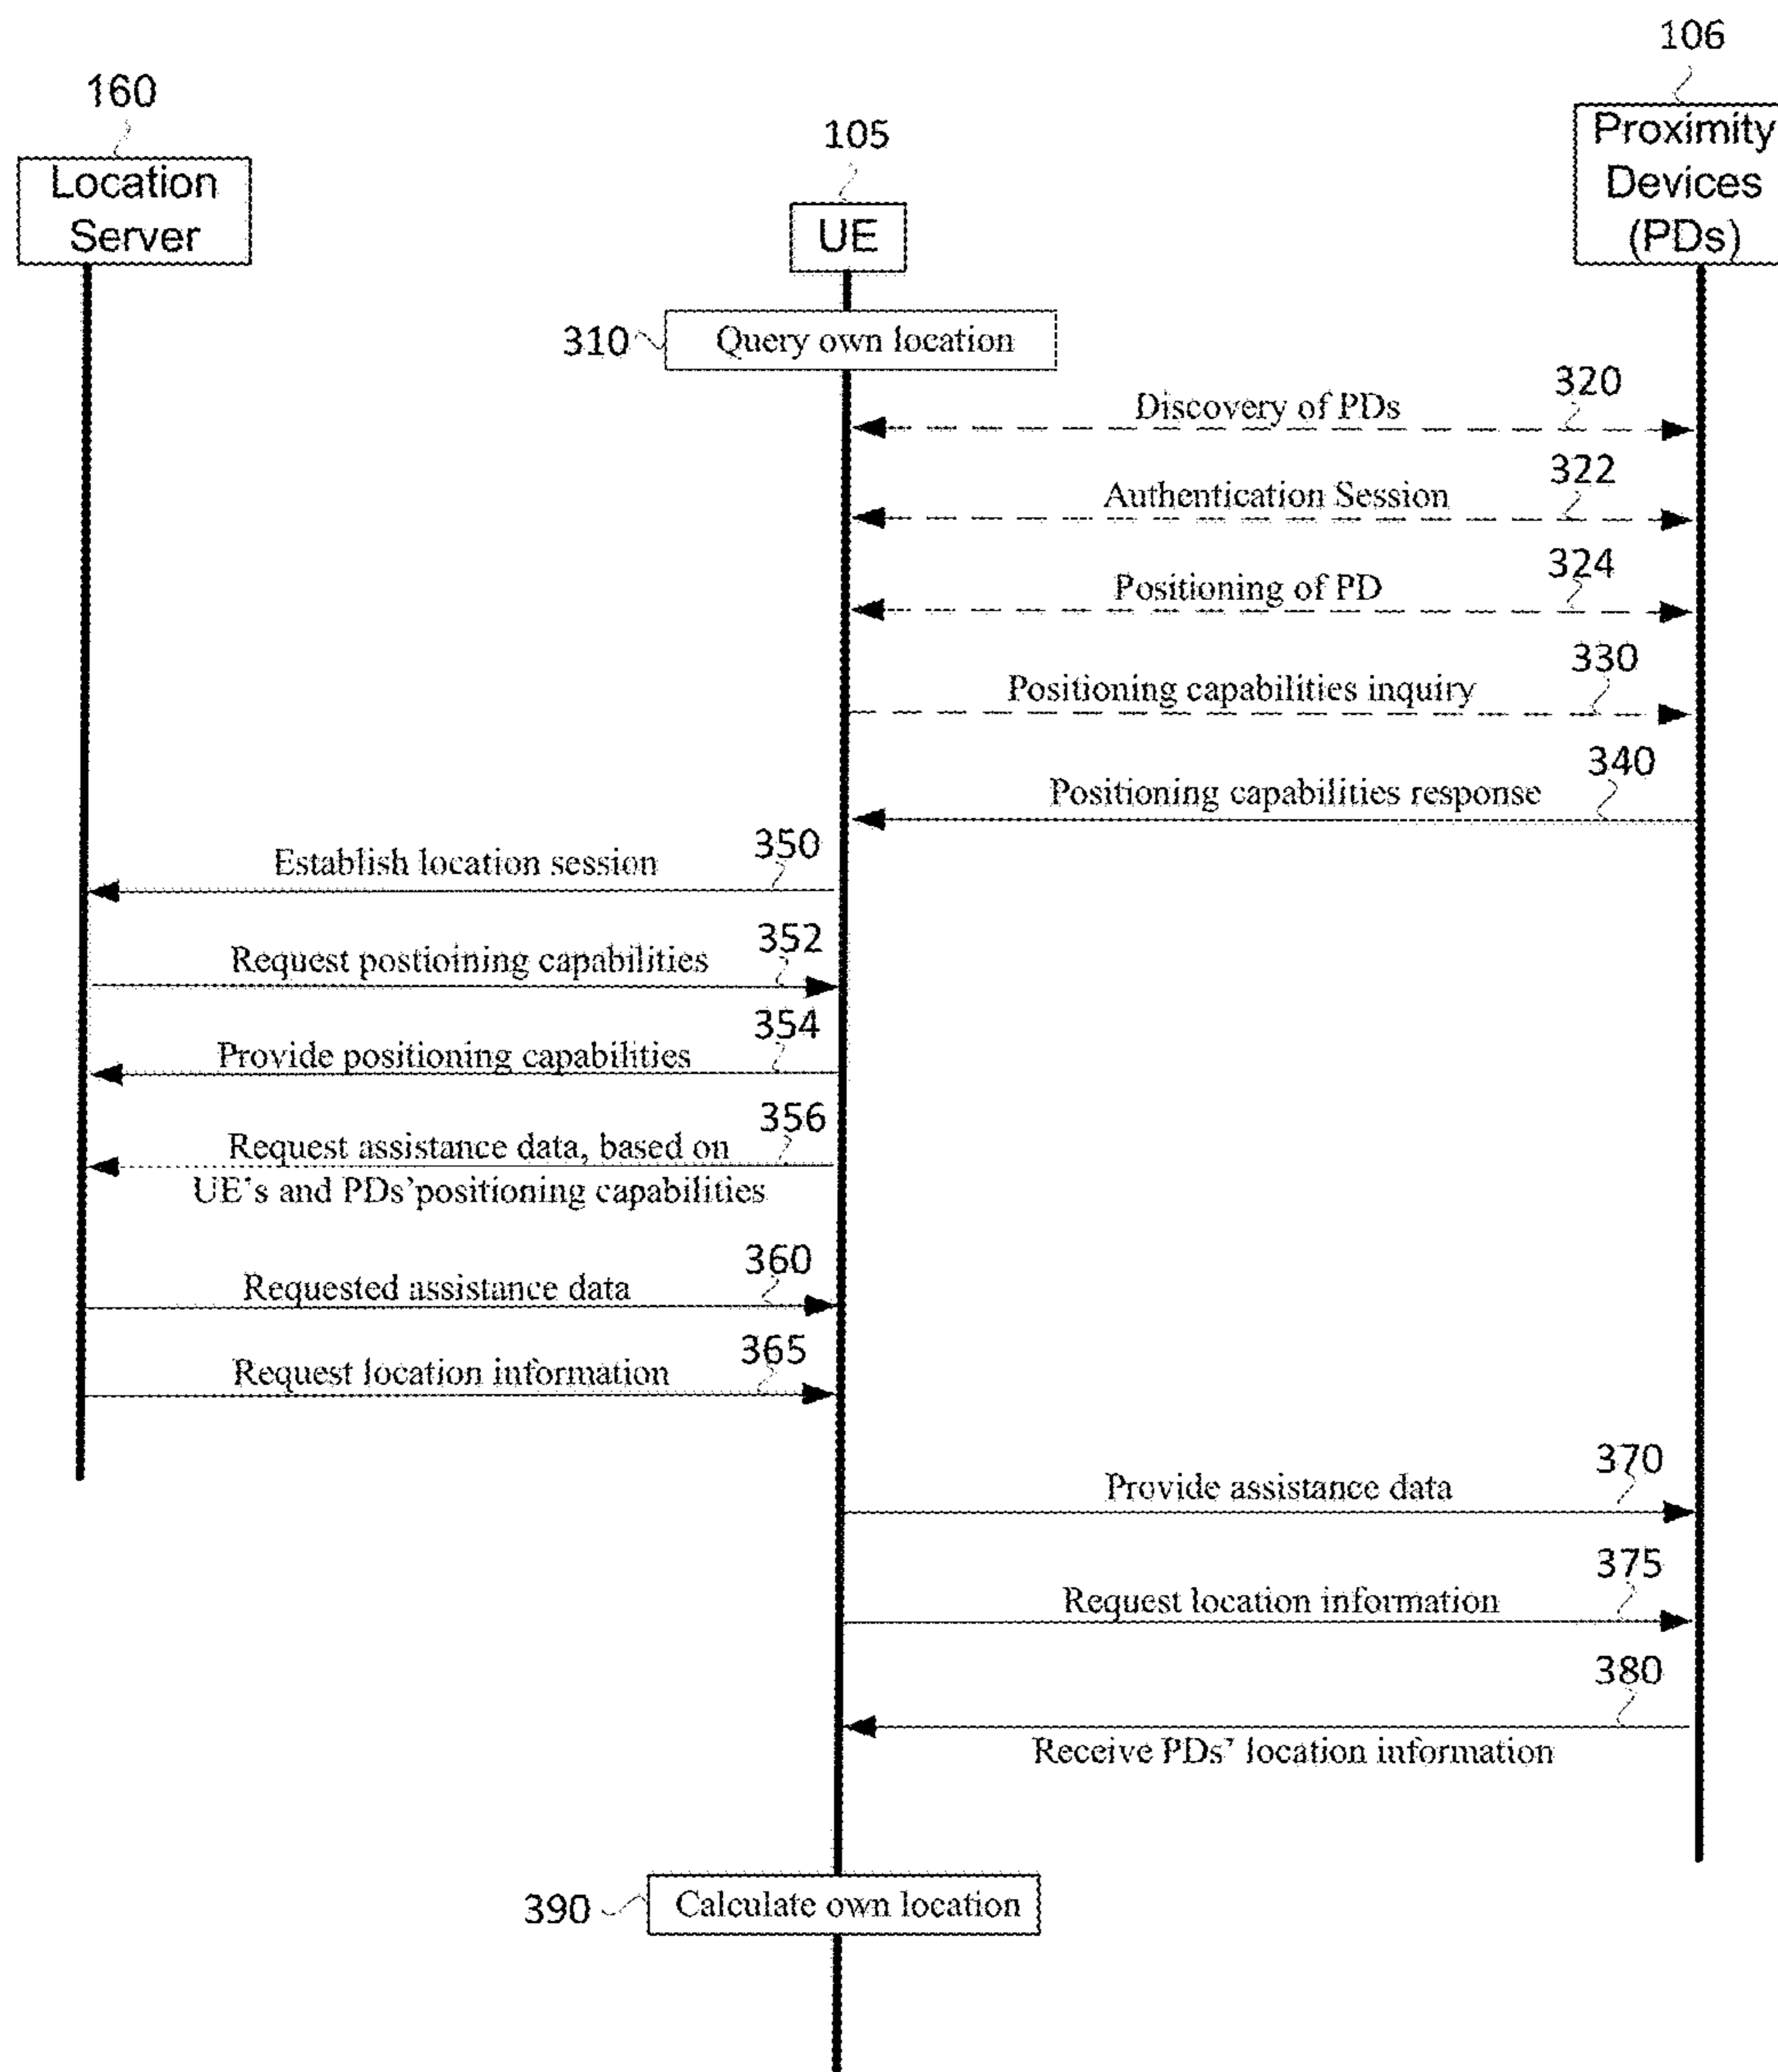 106
160
105
Proximity
Devices
(PDs)
Location
Server
UE
310
Query own location
320
Discovery of PDs
322
Authentication Session
324
Positioning of PD
330
Positioning capabilities inquiry
340
Positioning capabilities response
350
Establish location session
352
Request postioining capabilities
354
Provide positioning capabilities
356
Request assistance data, based on
UE's and PDs'positioning capabilities
360
Requested assistance data
365
Request location information
370
Provide assistance data
375
Request location information
380
Receive PDs' location information
390
Calculate own location